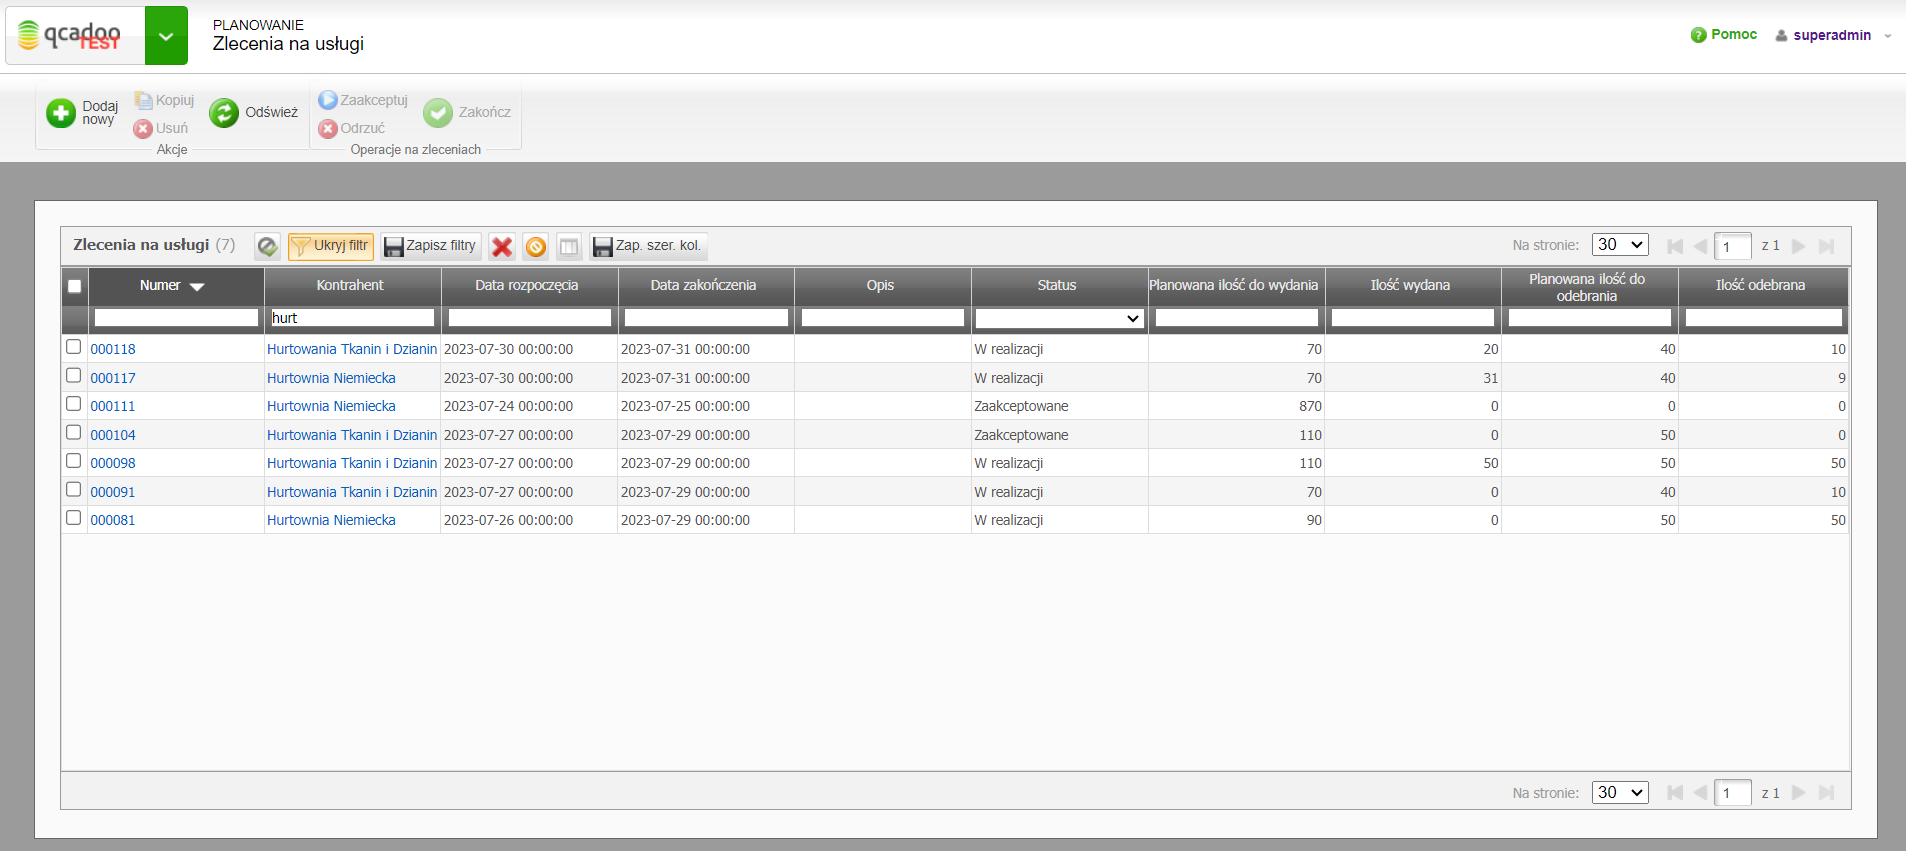 qcadoo
TEST
PLANOWANIE
Zlecenia na usługi
Pomoc
superadmin
Dodaj nowy
Kopiuj
Usuń
Odśwież
Akcje
Zaakceptuj
Odrzuć
Zakończ
Operacje na zleceniach
Zlecenia na usługi (7) Ukryj filtr Zapisz filtry Zap. szer. kol. Na stronie: 30 1 z 1
Numer Kontrahent Data rozpoczęcia Data zakończenia Opis Status Planowana ilość do wydania Ilość wydana Planowana ilość do odebrania Ilość odebrana
hurt
000118 Hurtowania Tkanin i Dzianin 2023-07-30 00:00:00 2023-07-31 00:00:00 W realizacji 70 20 40 10
000117 Hurtownia Niemiecka 2023-07-30 00:00:00 2023-07-31 00:00:00 W realizacji 70 31 40 9
000111 Hurtownia Niemiecka 2023-07-24 00:00:00 2023-07-25 00:00:00 Zaakceptowane 870 0 0 0
000104 Hurtowania Tkanin i Dzianin 2023-07-27 00:00:00 2023-07-29 00:00:00 Zaakceptowane 110 0 50 0
000098 Hurtowania Tkanin i Dzianin 2023-07-27 00:00:00 2023-07-29 00:00:00 W realizacji 110 50 50 50
000091 Hurtowania Tkanin i Dzianin 2023-07-27 00:00:00 2023-07-29 00:00:00 W realizacji 70 0 40 10
000081 Hurtownia Niemiecka 2023-07-26 00:00:00 2023-07-29 00:00:00 W realizacji 90 0 50 50
Na stronie: 30 1 z 1